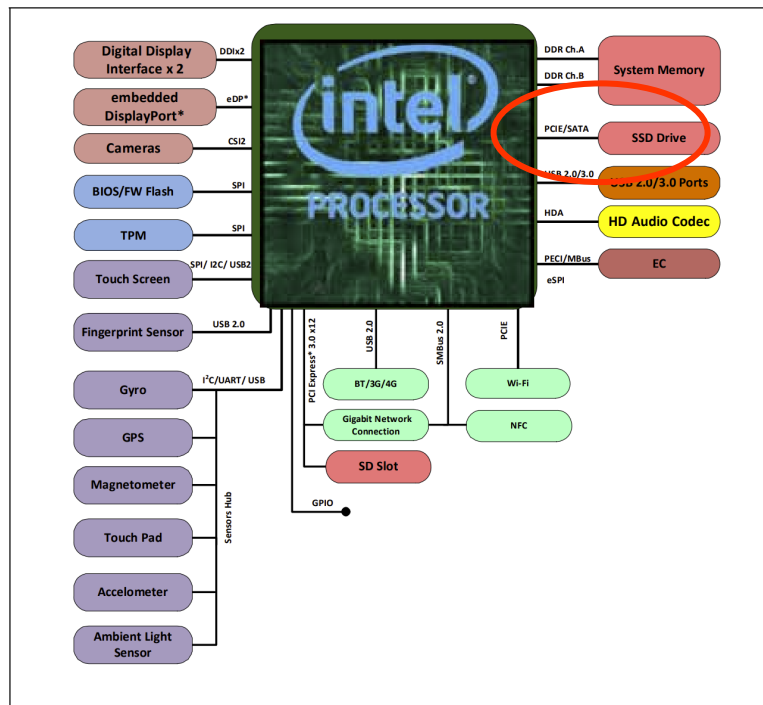 Digital Display
Interface x 2
DDIx2
embedded
DisplayPort*
eDP*
Cameras
CSI2
BIOS/FW Flash
SPI
TPM
SPI
Touch Screen
SPI/ I2C/ USB2
Fingerprint Sensor
USB 2.0
Gyro
I²C/UART/ USB
GPS
Magnetometer
Touch Pad
Accelometer
Ambient Light
Sensor
Sensors Hub
intel
PROCESSOR
DDR Ch.A
DDR Ch.B
System Memory
PCIE/SATA
SSD Drive
USB 2.0/3.0
USB 2.0/3.0 Ports
HDA
HD Audio Codec
PECI/MBus
EC
eSPI
PCI Express* 3.0 x12
USB 2.0
SMBus 2.0
PCIE
BT/3G/4G
Wi-Fi
Gigabit Network
Connection
NFC
SD Slot
GPIO